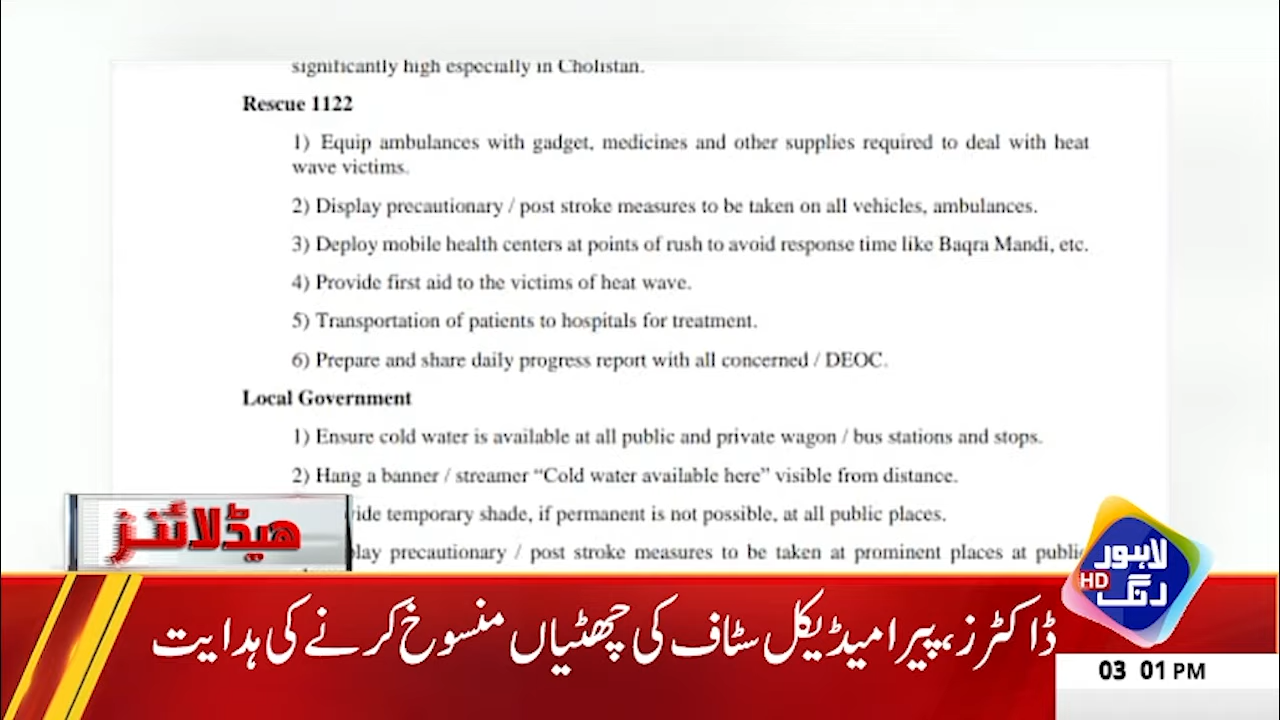 significantly high especially in Cholistan.
Rescue 1122
1) Equip ambulances with gadget, medicines and other supplies required to deal with heat
wave victims.
2) Display precautionary / post stroke measures to be taken on all vehicles, ambulances.
3) Deploy mobile health centers at points of rush to avoid response time like Baqra Mandi, etc.
4) Provide first aid to the victims of heat wave.
5) Transportation of patients to hospitals for treatment.
6) Prepare and share daily progress report with all concerned / DEOC.
Local Government
1) Ensure cold water is available at all public and private wagon / bus stations and stops.
2) Hang a banner / streamer “Cold water available here” visible from distance.
temporary shade, if permanent is not possible, at all public places.
precautionary / post stroke measures to be taken at prominent places at public
ہیڈلائنز
لاہور
رنگ
HD
ڈاکٹرز، پیرامیڈیکل سٹاف کی چھٹیاں منسوخ کرنے کی ہدایت
03 01 PM